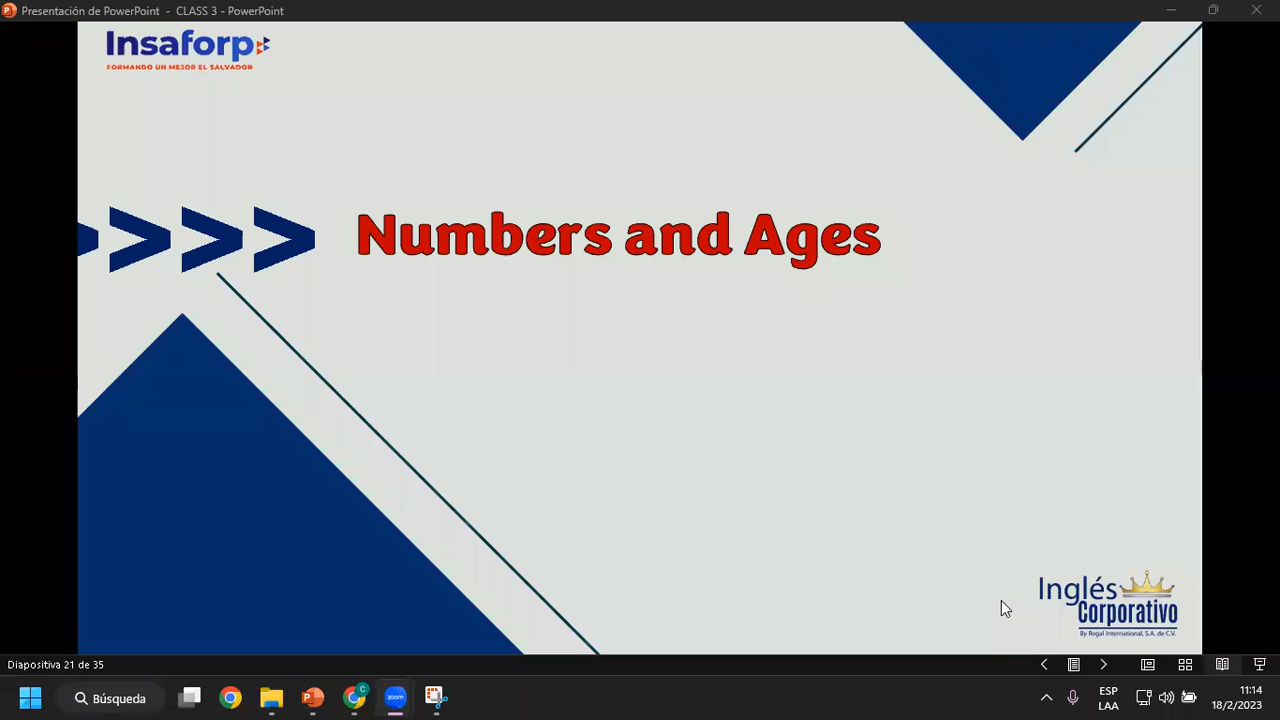 Presentación de PowerPoint - CLASS 3 - PowerPoint
Insaforp
FORMANDO UN MEJOR EL SALVADOR
Numbers and Ages
Inglés
Corporativo
By Regal International, S.A. de C.V.
Diapositiva 21 de 35
Búsqueda
zoom
ESP
LAA
11:14
18/2/2023